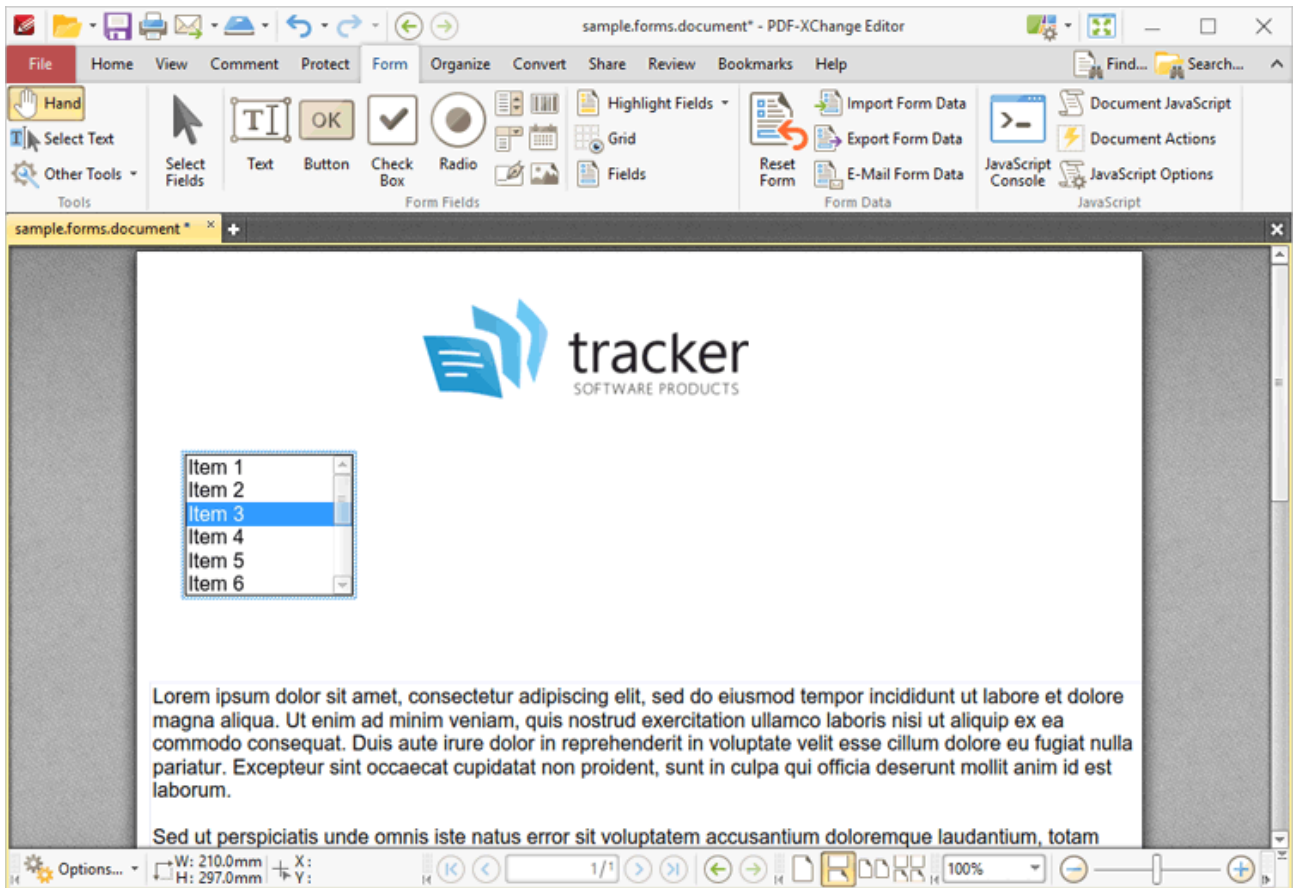 sample.forms.document* - PDF-XChange Editor
File Home View Comment Protect Form Organize Convert Share Review Bookmarks Help Find... Search...
Hand
Select Text
Other Tools
Tools
Select Fields
Text
Button
OK
Check Box
Radio
Form Fields
Highlight Fields
Grid
Fields
Reset Form
Import Form Data
Export Form Data
E-Mail Form Data
Form Data
JavaScript Console
Document JavaScript
Document Actions
JavaScript Options
JavaScript
sample.forms.document *
tracker
SOFTWARE PRODUCTS
Item 1
Item 2
Item 3
Item 4
Item 5
Item 6
Lorem ipsum dolor sit amet, consectetur adipiscing elit, sed do eiusmod tempor incididunt ut labore et dolore
magna aliqua. Ut enim ad minim veniam, quis nostrud exercitation ullamco laboris nisi ut aliquip ex ea
commodo consequat. Duis aute irure dolor in reprehenderit in voluptate velit esse cillum dolore eu fugiat nulla
pariatur. Excepteur sint occaecat cupidatat non proident, sunt in culpa qui officia deserunt mollit anim id est
laborum.
Sed ut perspiciatis unde omnis iste natus error sit voluptatem accusantium doloremque laudantium, totam
Options... W: 210.0mm X: 1/1 100%
H: 297.0mm Y: